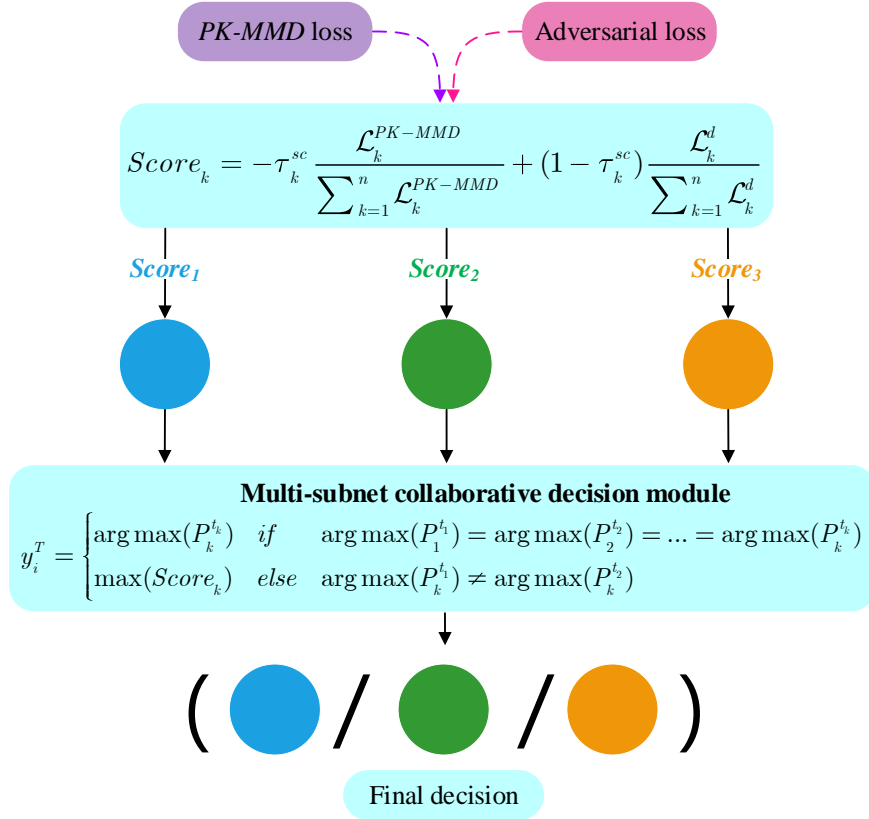 PK-MMD loss
Adversarial loss
Score_k = -τ_k^{sc} \frac{ℒ_k^{PK-MMD}}{∑_{k=1}^{n} ℒ_k^{PK-MMD}} + (1 - τ_k^{sc}) \frac{ℒ_k^d}{∑_{k=1}^{n} ℒ_k^d}
Score₁
Score₂
Score₃
Multi-subnet collaborative decision module
y_i^T = { arg max(P_k^{t_k}) if arg max(P_1^{t_1}) = arg max(P_2^{t_2}) = ... = arg max(P_k^{t_k})
max(Score_k) else arg max(P_k^{t_1}) ≠ arg max(P_k^{t_2})
( / / )
Final decision